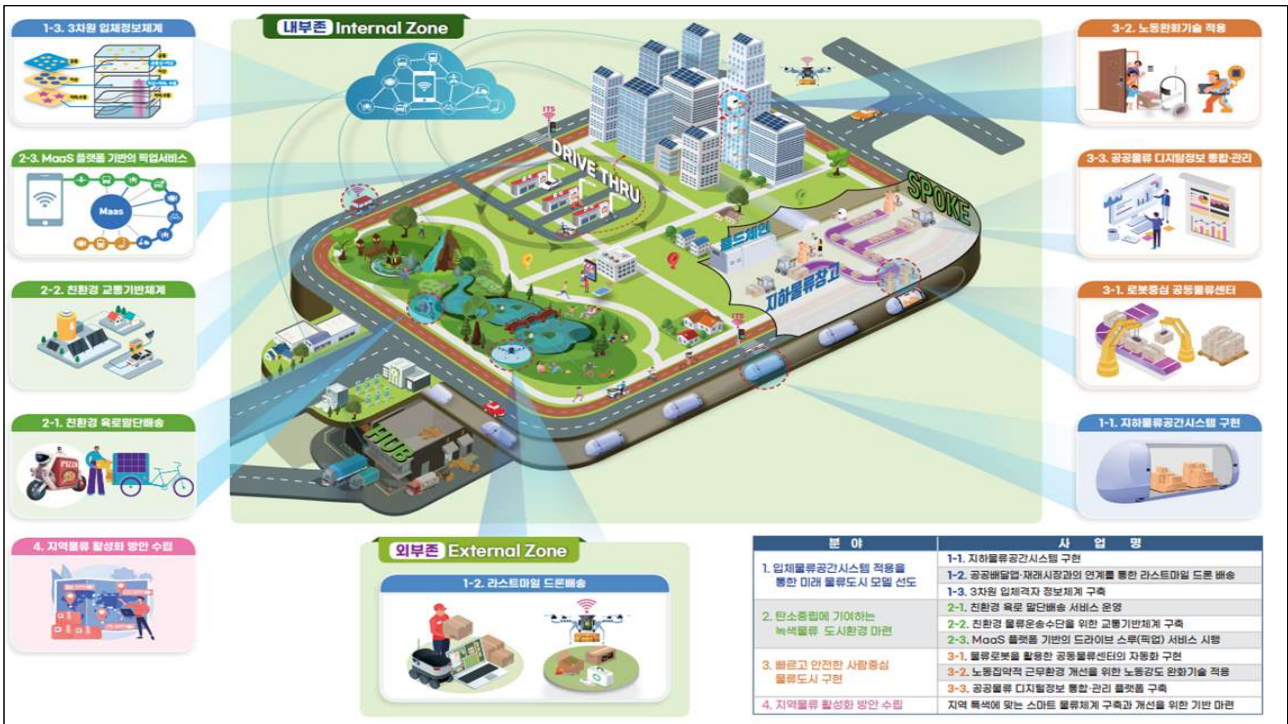 내부존 Internal Zone
1-3. 3차원 입체정보체계
2-3. MaaS 플랫폼 기반의 픽업서비스
Maas
2-2. 친환경 교통기반체계
2-1. 친환경 육로말단배송
PIZZA
4. 지역물류 활성화 방안 수립
ITS
DRIVE THRU
SPOKE
콜드체인
지하물류창고
ITS
HUB
3-2. 노동완화기술 적용
3-3. 공공물류 디지털정보 통합·관리
3-1. 로봇중심 공동물류센터
1-1. 지하물류공간시스템 구현
외부존 External Zone
1-2. 라스트마일 드론배송
분 야 사 업 명
1. 입체물류공간시스템 적용을
통한 미래 물류도시 모델 선도
1-1. 지하물류공간시스템 구현
1-2. 공공배달앱·재래시장과의 연계를 통한 라스트마일 드론 배송
1-3. 3차원 입체격자 정보체계 구축
2. 탄소중립에 기여하는
녹색물류 도시환경 마련
2-1. 친환경 육로 말단배송 서비스 운영
2-2. 친환경 물류운송수단을 위한 교통기반체계 구축
2-3. MaaS 플랫폼 기반의 드라이브 스루(픽업) 서비스 시행
3. 빠르고 안전한 사람중심
물류도시 구현
3-1. 물류로봇을 활용한 공동물류센터의 자동화 구현
3-2. 노동집약적 근무환경 개선을 위한 노동강도 완화기술 적용
3-3. 공공물류 디지털정보 통합·관리 플랫폼 구축
4. 지역물류 활성화 방안 수립
지역 특색에 맞는 스마트 물류체계 구축과 개선을 위한 기반 마련